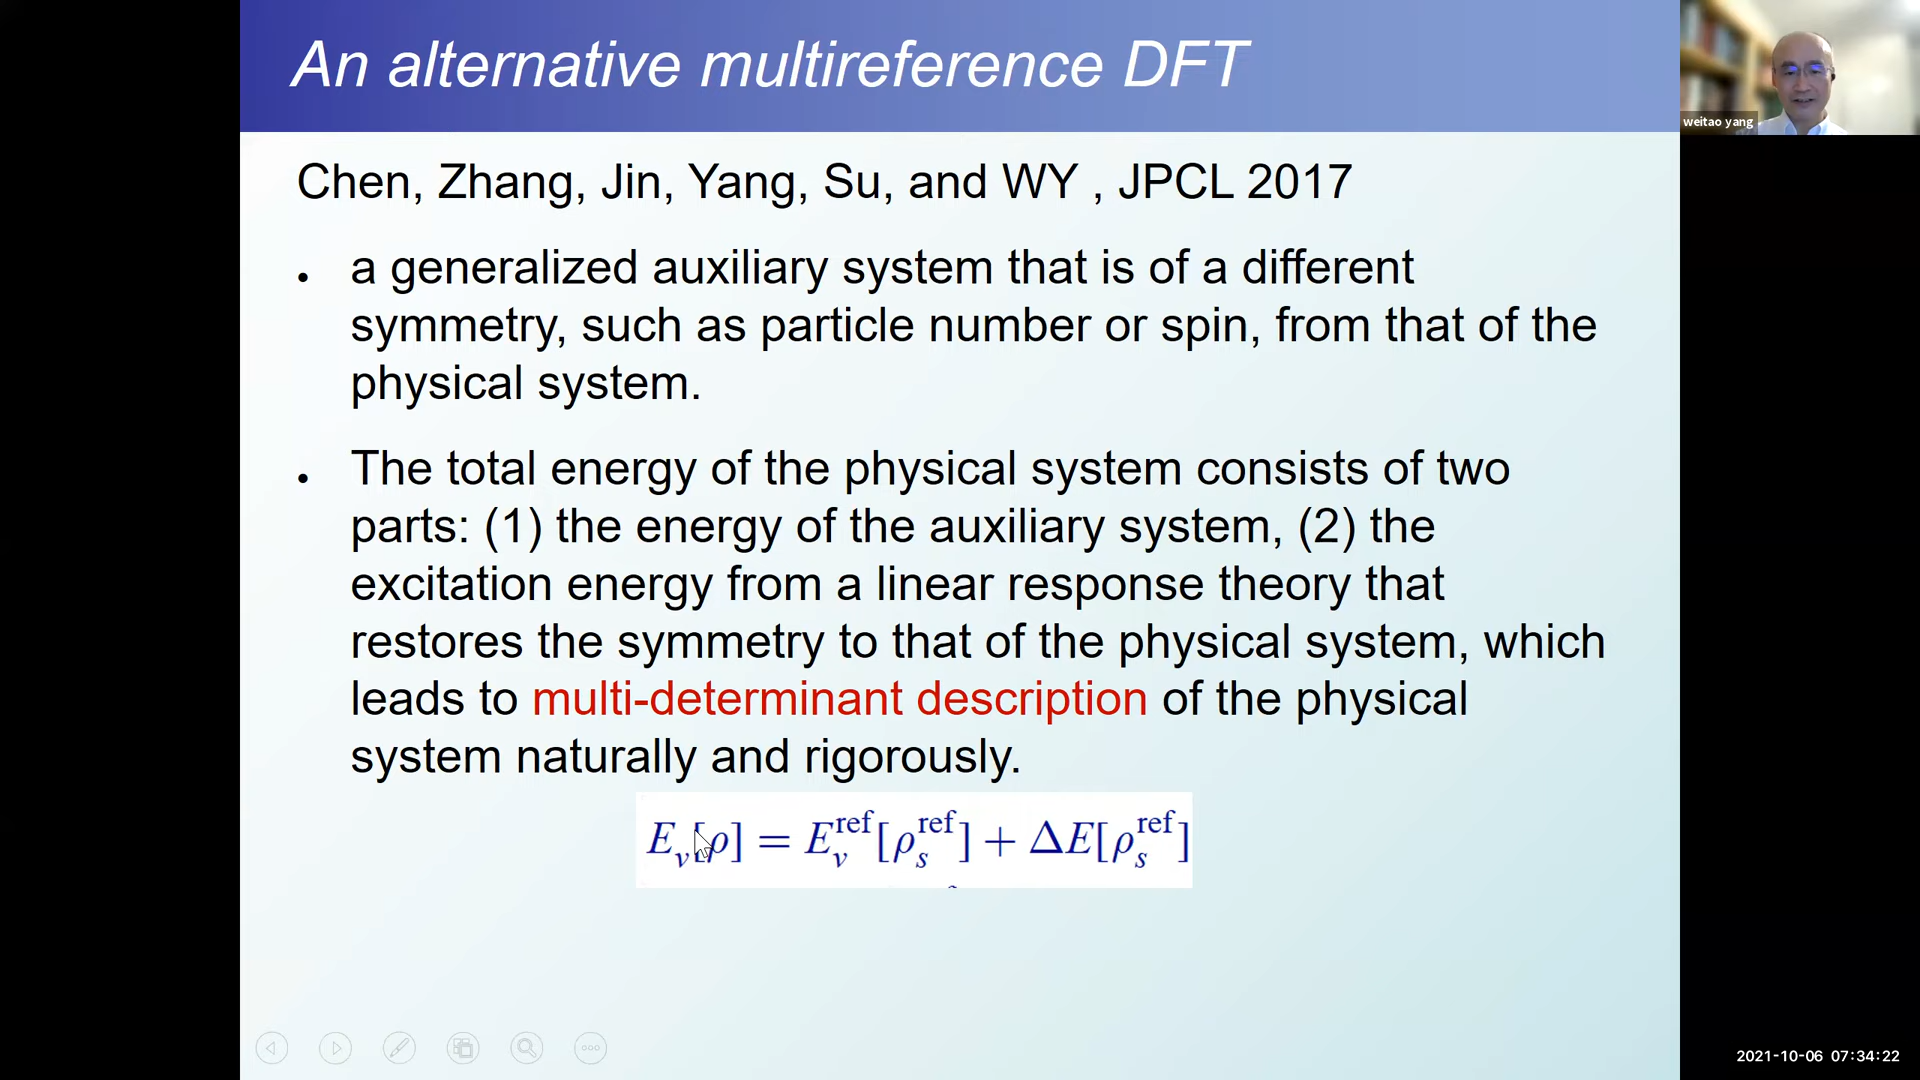 An alternative multireference DFT
weitao yang
Chen, Zhang, Jin, Yang, Su, and WY , JPCL 2017
• a generalized auxiliary system that is of a different
symmetry, such as particle number or spin, from that of the
physical system.
• The total energy of the physical system consists of two
parts: (1) the energy of the auxiliary system, (2) the
excitation energy from a linear response theory that
restores the symmetry to that of the physical system, which
leads to multi-determinant description of the physical
system naturally and rigorously.
E_v[ρ] = E_v^ref[ρ_s^ref] + ΔE[ρ_s^ref]
2021-10-06 07:34:22